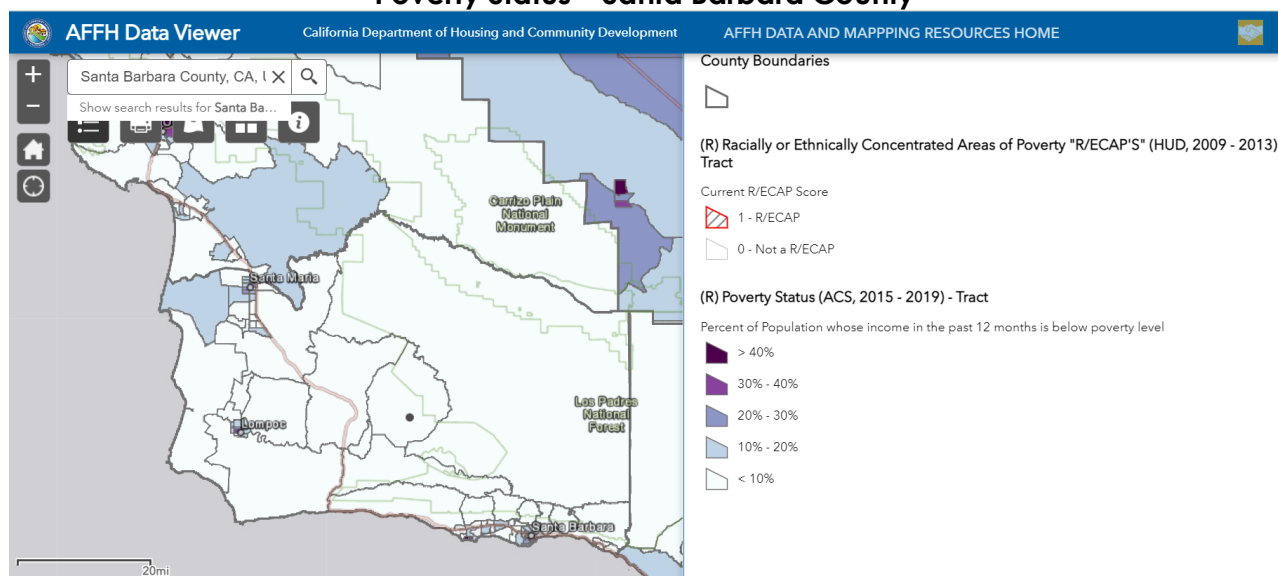 Poverty Status – Santa Barbara County
AFFH Data Viewer
California Department of Housing and Community Development
AFFH DATA AND MAPPPING RESOURCES HOME
+
−
Santa Barbara County, CA, U
Show search results for Santa Ba...
Carrizo Plain
National
Monument
Santa Maria
Los Padres
National
Forest
Lompoc
Santa Barbara
20mi
County Boundaries
(R) Racially or Ethnically Concentrated Areas of Poverty "R/ECAP'S" (HUD, 2009 - 2013)
Tract
Current R/ECAP Score
1 - R/ECAP
0 - Not a R/ECAP
(R) Poverty Status (ACS, 2015 - 2019) - Tract
Percent of Population whose income in the past 12 months is below poverty level
> 40%
30% - 40%
20% - 30%
10% - 20%
< 10%